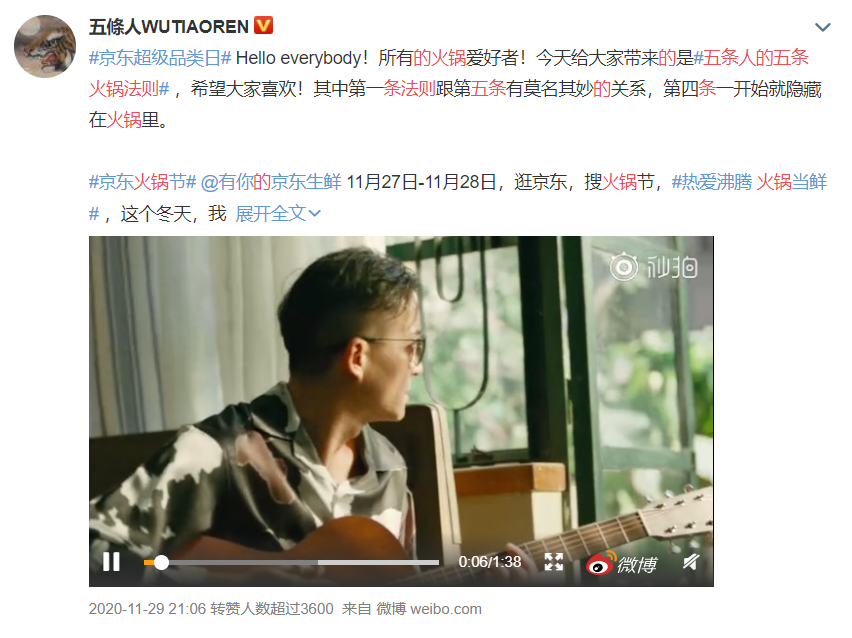 五條人WUTIAOREN
#京东超级品类日# Hello everybody！所有的火锅爱好者！今天给大家带来的是#五条人的五条
火锅法则# ，希望大家喜欢！其中第一条法则跟第五条有莫名其妙的关系，第四条一开始就隐藏
在火锅里。
#京东火锅节# @有你的京东生鲜 11月27日-11月28日，逛京东，搜火锅节，#热爱沸腾 火锅当鲜
# ，这个冬天，我 展开全文
秒拍
0:06/1:38
微博
2020-11-29 21:06 转赞人数超过3600 来自 微博 weibo.com